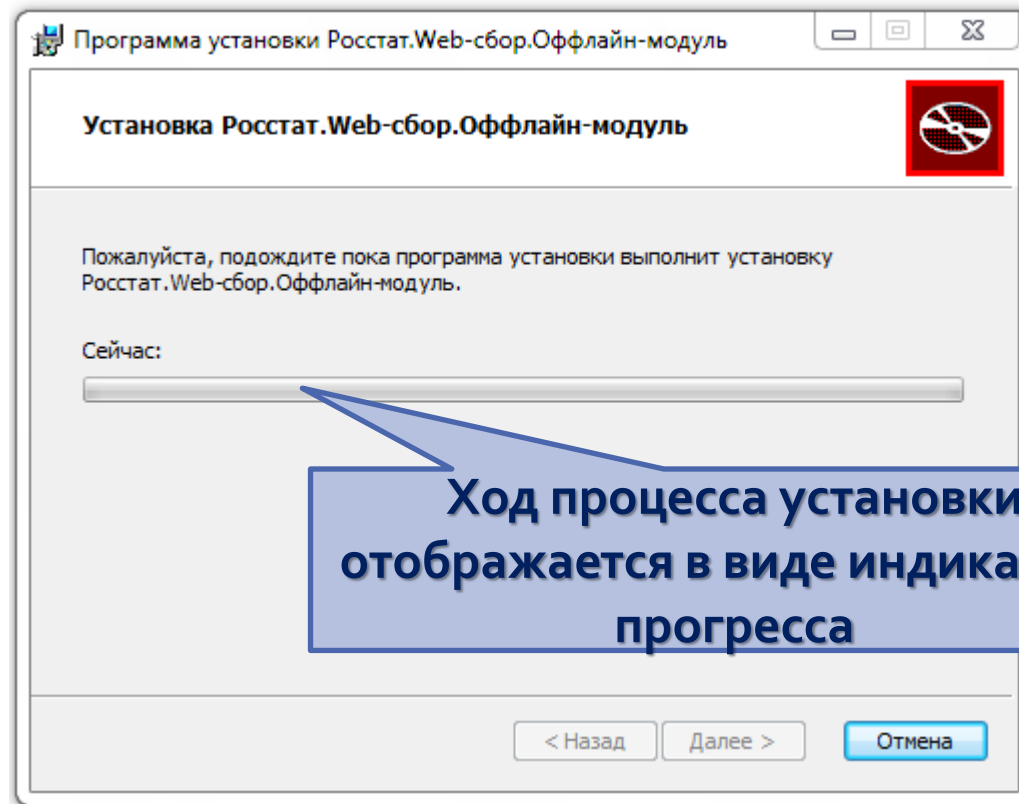 Программа установки Росстат.Web-сбор.Оффлайн-модуль
Установка Росстат.Web-сбор.Оффлайн-модуль
Пожалуйста, подождите пока программа установки выполнит установку
Росстат.Web-сбор.Оффлайн-модуль.
Сейчас:
Ход процесса установки
отображается в виде
прогресса
< Назад
Далее >
Отмена